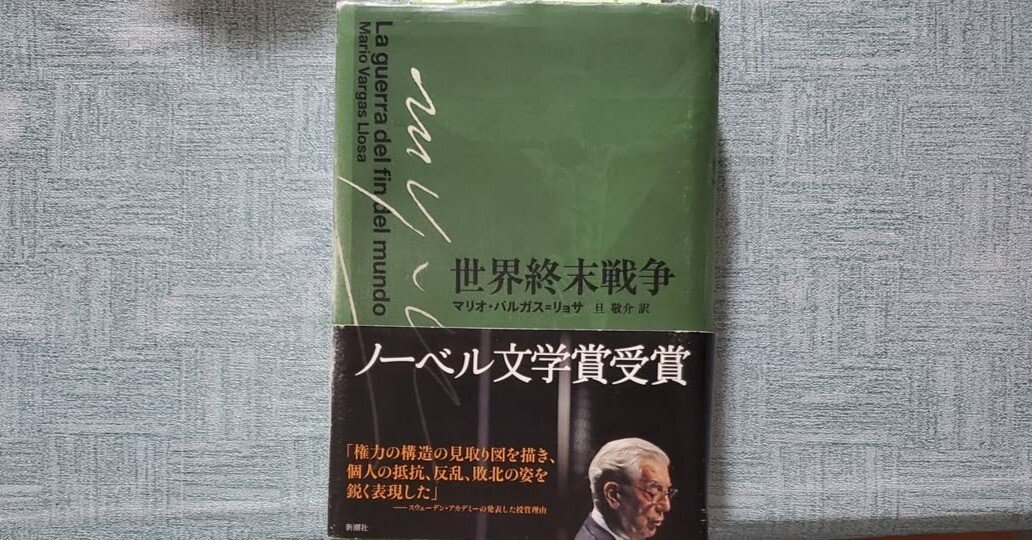 La guerra del fin del mundo
Mario Vargas Llosa
世界終末戦争
マリオ・バルガス=リョサ 旦 敬介 訳
ノーベル文学賞受賞
「権力の構造の見取り図を描き、
個人の抵抗、反乱、敗北の姿を
鋭く表現した」
──スウェーデン・アカデミーの発表した授賞理由
新潮社